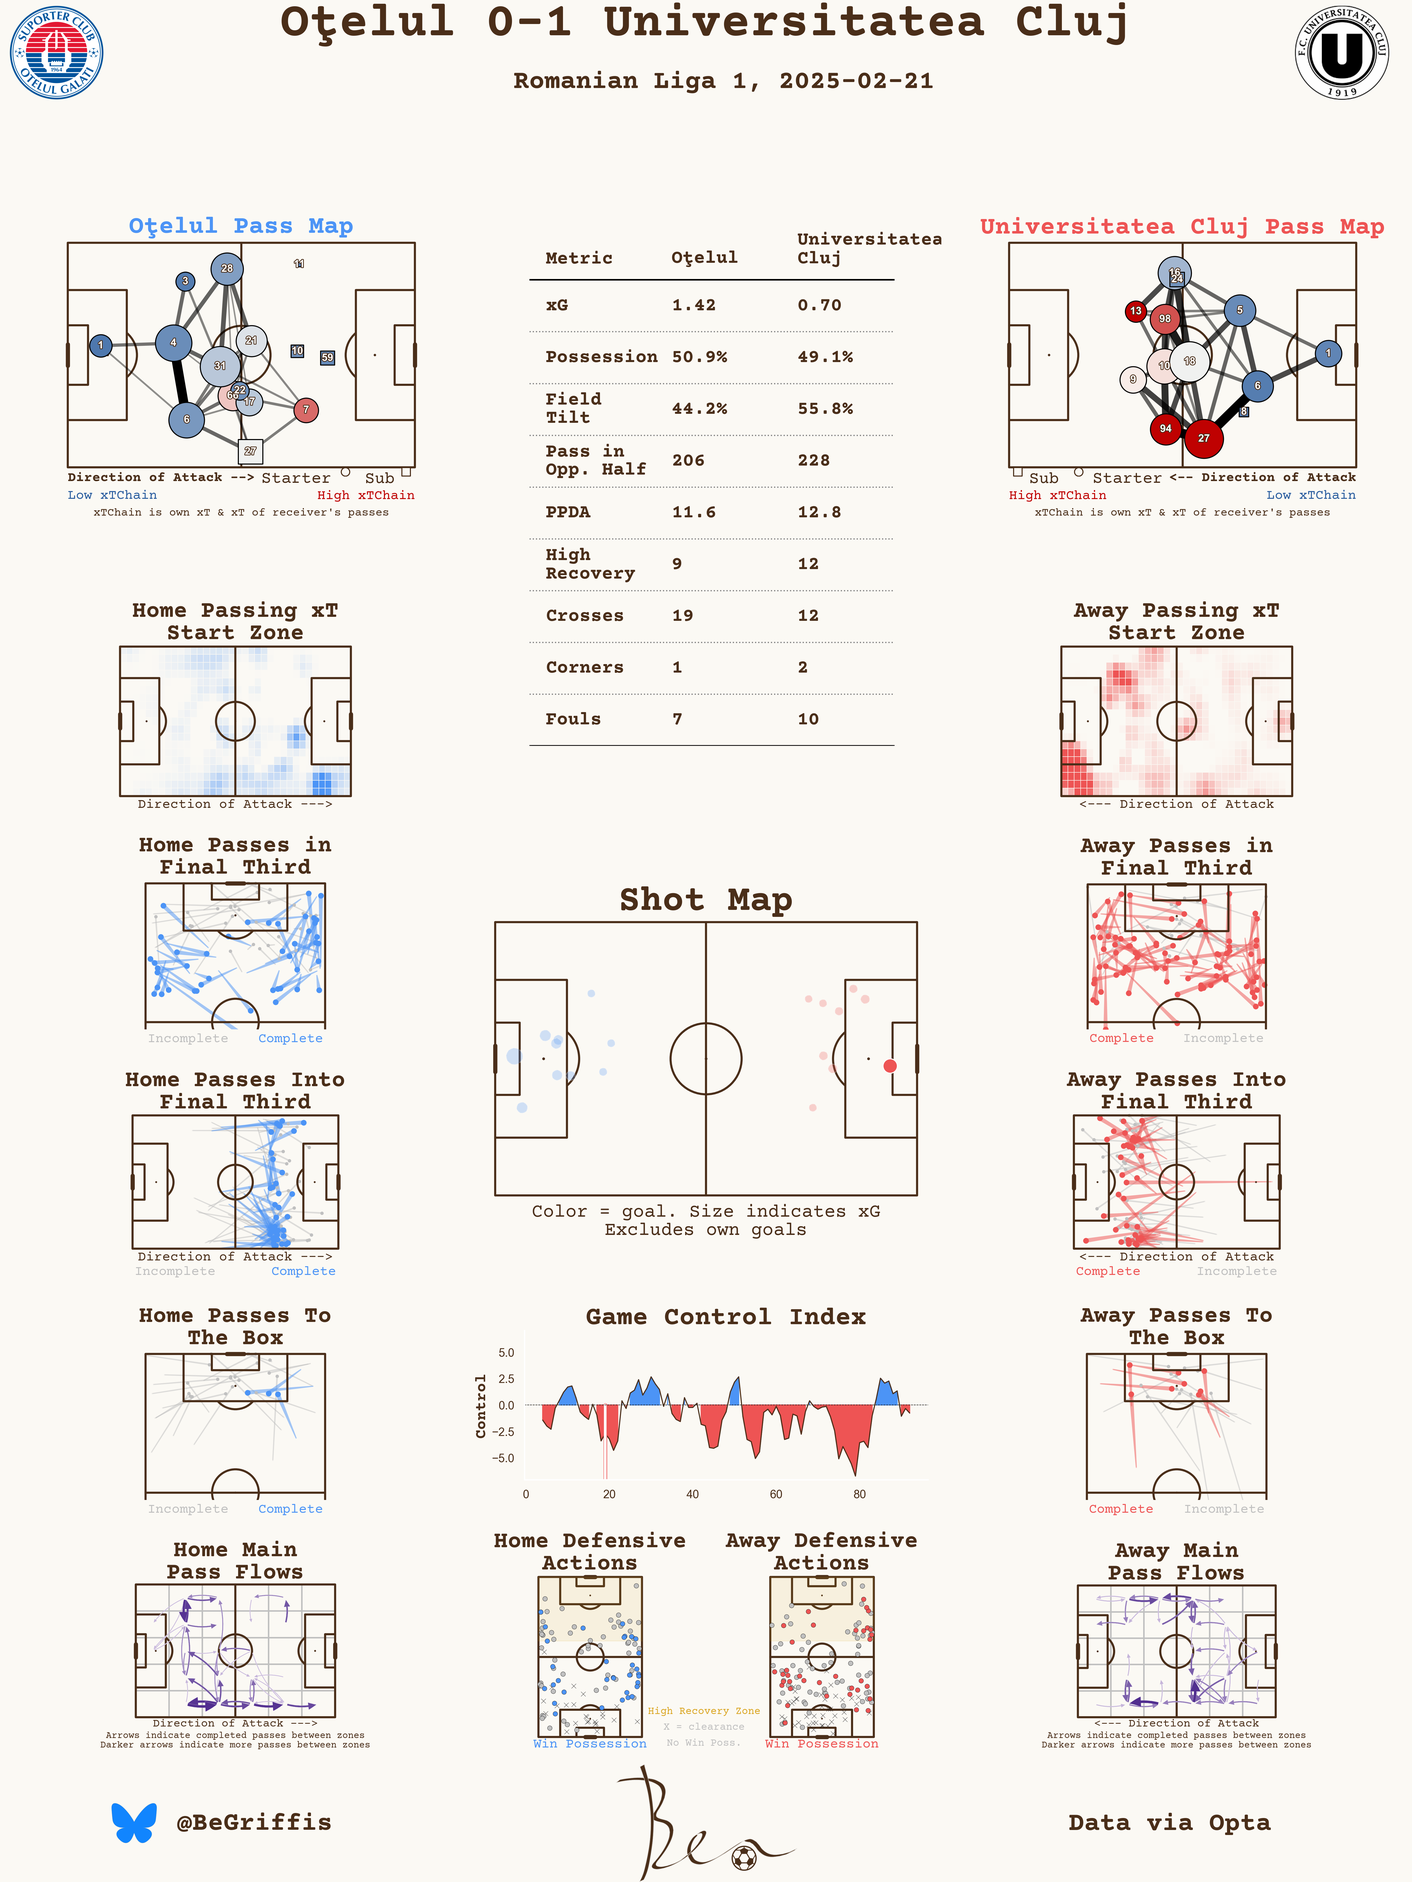 Oţelul 0-1 Universitatea Cluj
Romanian Liga 1, 2025-02-21
SUPORTER CLUB
1964
OTELUL GALATI
F.C. UNIVERSITATEA CLUJ
U
1919
Oţelul Pass Map
28
3
1
4
21
31
10
59
22
17
7
6
27
Direction of Attack --> Starter Sub
Low xTChain High xTChain
xTChain is own xT & xT of receiver's passes
Metric Oţelul Universitatea
Cluj
xG 1.42 0.70
Possession 50.9% 49.1%
Field
Tilt 44.2% 55.8%
Pass in
Opp. Half 206 228
PPDA 11.6 12.8
High
Recovery 9 12
Crosses 19 12
Corners 1 2
Fouls 7 10
Universitatea Cluj Pass Map
16
24
13
98
5
10
18
1
9
6
8
94
27
Sub Starter <-- Direction of Attack
High xTChain Low xTChain
xTChain is own xT & xT of receiver's passes
Home Passing xT
Start Zone
Direction of Attack --->
Away Passing xT
Start Zone
<--- Direction of Attack
Home Passes in
Final Third
Incomplete Complete
Shot Map
Color = goal. Size indicates xG
Excludes own goals
Away Passes in
Final Third
Complete Incomplete
Home Passes Into
Final Third
Direction of Attack --->
Incomplete Complete
Away Passes Into
Final Third
<--- Direction of Attack
Complete Incomplete
Home Passes To
The Box
Incomplete Complete
Game Control Index
Control
5.0
2.5
0.0
−2.5
−5.0
0 20 40 60 80
Away Passes To
The Box
Complete Incomplete
Home Main
Pass Flows
Direction of Attack --->
Arrows indicate completed passes between zones
Darker arrows indicate more passes between zones
Home Defensive
Actions
Win Possession
High Recovery Zone
X = clearance
No Win Poss.
Away Defensive
Actions
Win Possession
Away Main
Pass Flows
<--- Direction of Attack
Arrows indicate completed passes between zones
Darker arrows indicate more passes between zones
@BeGriffis
Ben
Data via Opta